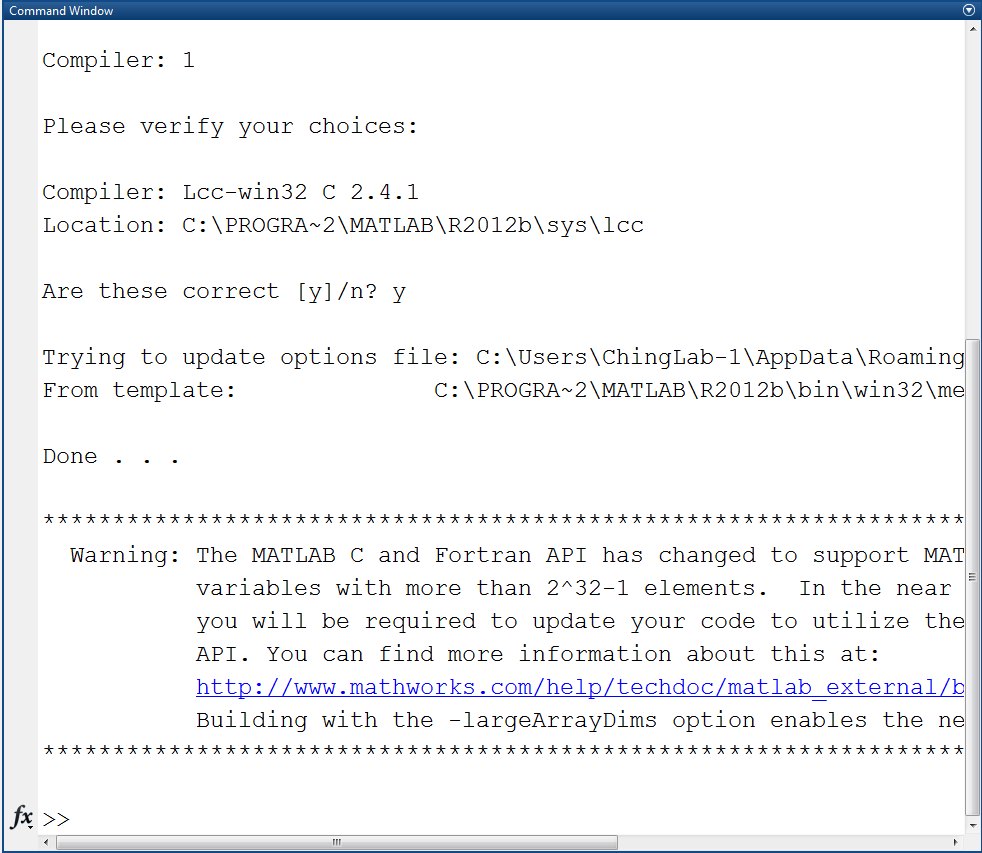 Command Window
Compiler: 1
Please verify your choices:
Compiler: Lcc-win32 C 2.4.1
Location: C:\PROGRA~2\MATLAB\R2012b\sys\lcc
Are these correct [y]/n? y
Trying to update options file: C:\Users\ChingLab-1\AppData\Roaming
From template: C:\PROGRA~2\MATLAB\R2012b\bin\win32\me
Done . . .
******************************************************************
Warning: The MATLAB C and Fortran API has changed to support MAT
variables with more than 2^32-1 elements.  In the near
you will be required to update your code to utilize the
API. You can find more information about this at:
http://www.mathworks.com/help/techdoc/matlab_external/b
Building with the -largeArrayDims option enables the ne
******************************************************************
fx >>